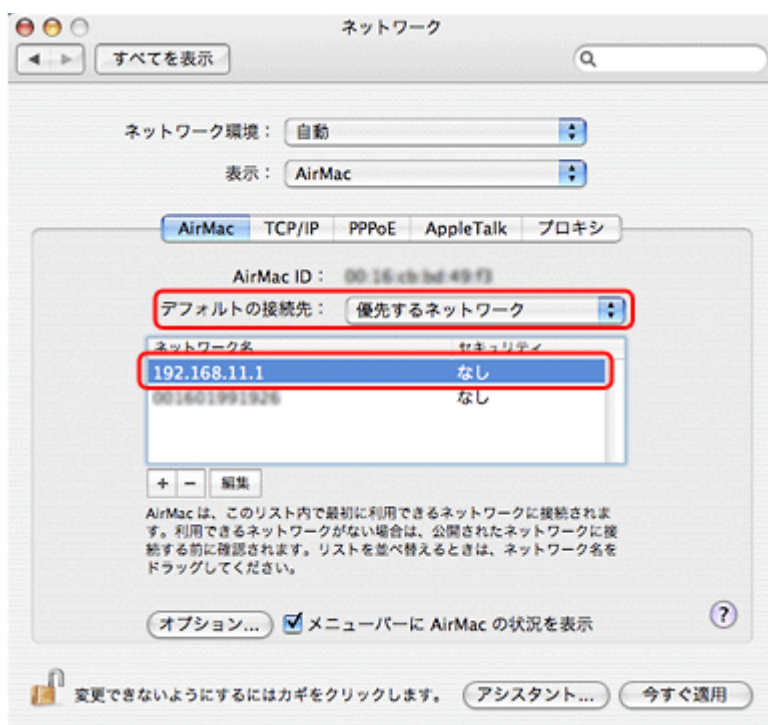 ネットワーク
すべてを表示
ネットワーク環境： 自動
表示： AirMac
AirMac TCP/IP PPPoE AppleTalk プロキシ
AirMac ID：
デフォルトの接続先： 優先するネットワーク
ネットワーク名 セキュリティ
192.168.11.1 なし
なし
+ − 編集
AirMac は、このリスト内で最初に利用できるネットワークに接続されま
す。利用できるネットワークがない場合は、公開されたネットワークに接
続する前に確認されます。リストを並べ替えるときは、ネットワーク名を
ドラッグしてください。
オプション... メニューバーに AirMac の状況を表示 ?
変更できないようにするにはカギをクリックします。 アシスタント... 今すぐ適用